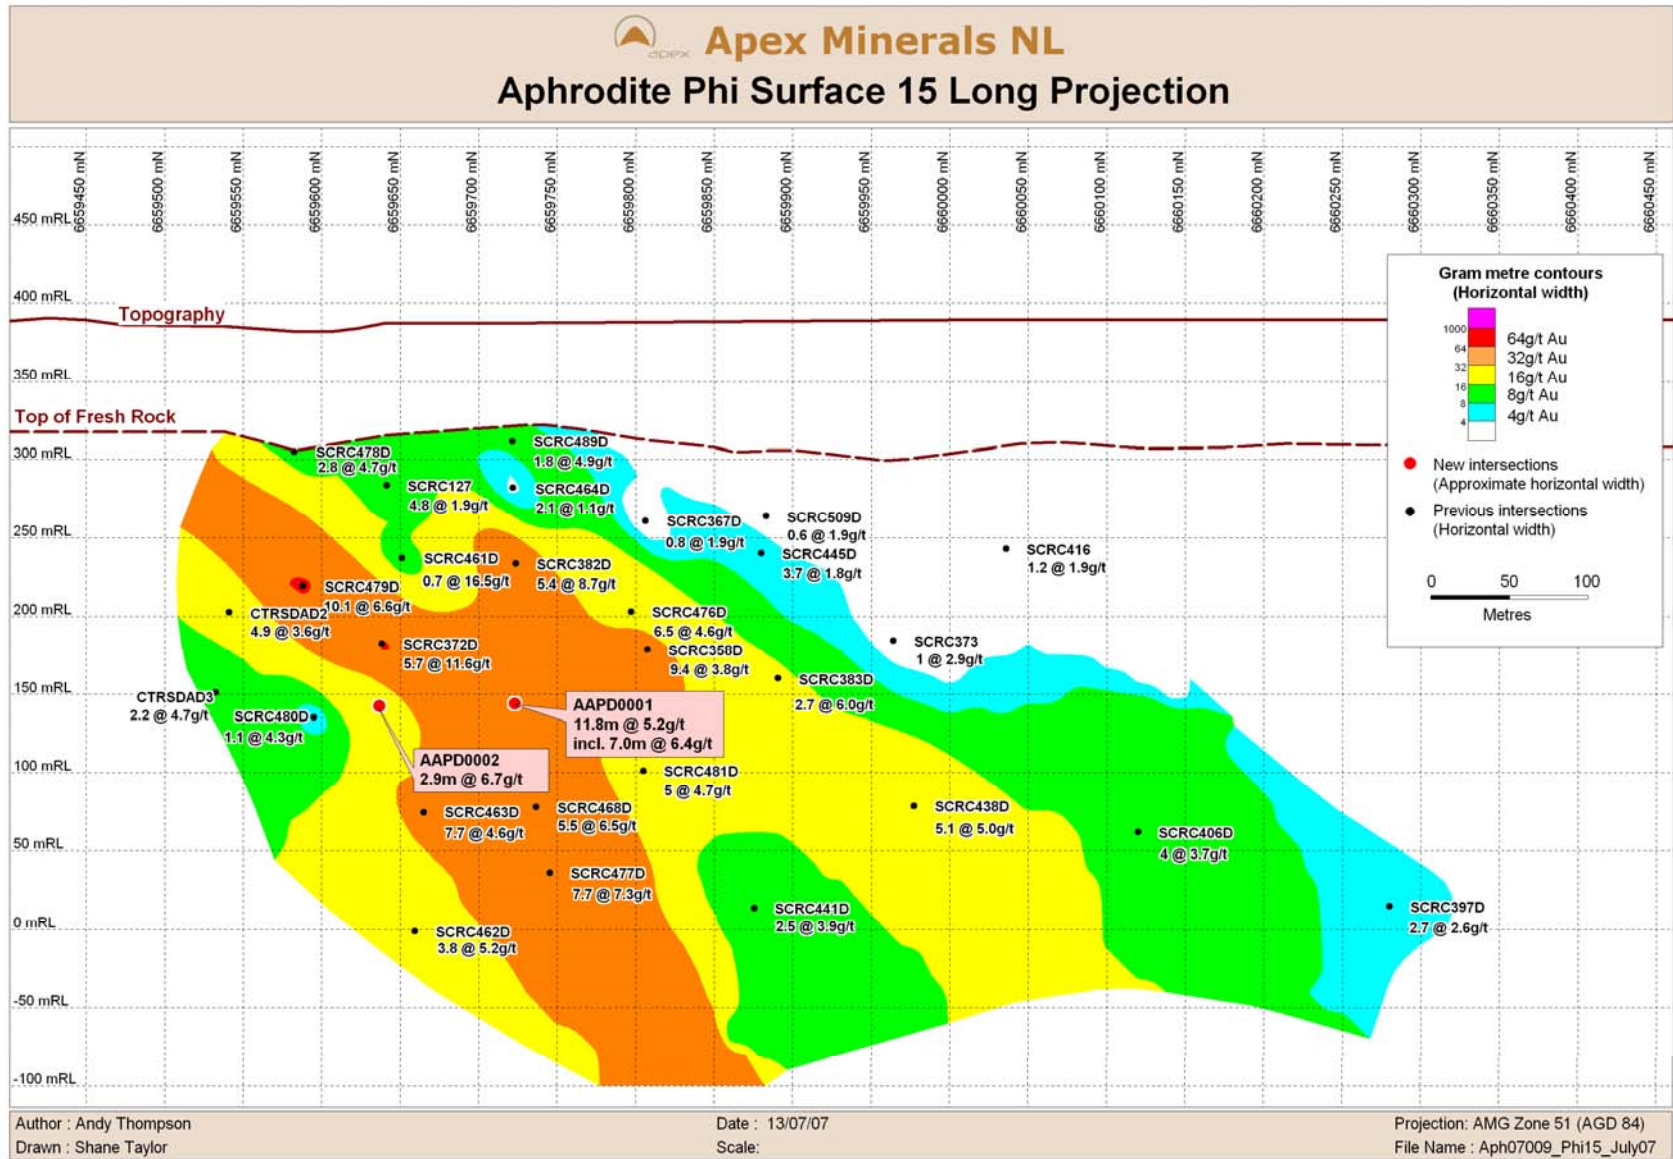 apex
Apex Minerals NL
Aphrodite Phi Surface 15 Long Projection
6659450 mN
6659500 mN
6659550 mN
6659600 mN
6659650 mN
6659700 mN
6659750 mN
6659800 mN
6659850 mN
6659900 mN
6659950 mN
6660000 mN
6660050 mN
6660100 mN
6660150 mN
6660200 mN
6660250 mN
6660300 mN
6660350 mN
6660400 mN
6660450 mN
450 mRL
400 mRL
350 mRL
300 mRL
250 mRL
200 mRL
150 mRL
100 mRL
50 mRL
0 mRL
-50 mRL
-100 mRL
Topography
Top of Fresh Rock
SCRC478D
2.8 @ 4.7g/t
SCRC489D
1.8 @ 4.9g/t
SCRC127
4.8 @ 1.9g/t
SCRC464D
2.1 @ 1.1g/t
SCRC367D
0.8 @ 1.9g/t
SCRC509D
0.6 @ 1.9g/t
SCRC445D
3.7 @ 1.8g/t
SCRC416
1.2 @ 1.9g/t
SCRC461D
0.7 @ 16.5g/t
SCRC382D
5.4 @ 8.7g/t
SCRC479D
10.1 @ 6.6g/t
CTRSDAD2
4.9 @ 3.6g/t
SCRC476D
6.5 @ 4.6g/t
SCRC372D
5.7 @ 11.6g/t
SCRC358D
9.4 @ 3.8g/t
SCRC373
1 @ 2.9g/t
SCRC383D
2.7 @ 6.0g/t
CTRSDAD3
2.2 @ 4.7g/t
SCRC480D
1.1 @ 4.3g/t
AAPD0001
11.8m @ 5.2g/t
incl. 7.0m @ 6.4g/t
AAPD0002
2.9m @ 6.7g/t
SCRC481D
5 @ 4.7g/t
SCRC463D
7.7 @ 4.6g/t
SCRC468D
5.5 @ 6.5g/t
SCRC438D
5.1 @ 5.0g/t
SCRC406D
4 @ 3.7g/t
SCRC477D
7.7 @ 7.3g/t
SCRC441D
2.5 @ 3.9g/t
SCRC397D
2.7 @ 2.6g/t
SCRC462D
3.8 @ 5.2g/t
Gram metre contours
(Horizontal width)
1000
64g/t Au
64
32g/t Au
32
16g/t Au
16
8g/t Au
8
4g/t Au
4
New intersections
(Approximate horizontal width)
Previous intersections
(Horizontal width)
0 50 100
Metres
Author : Andy Thompson
Drawn : Shane Taylor
Date : 13/07/07
Scale:
Projection: AMG Zone 51 (AGD 84)
File Name : Aph07009_Phi15_July07